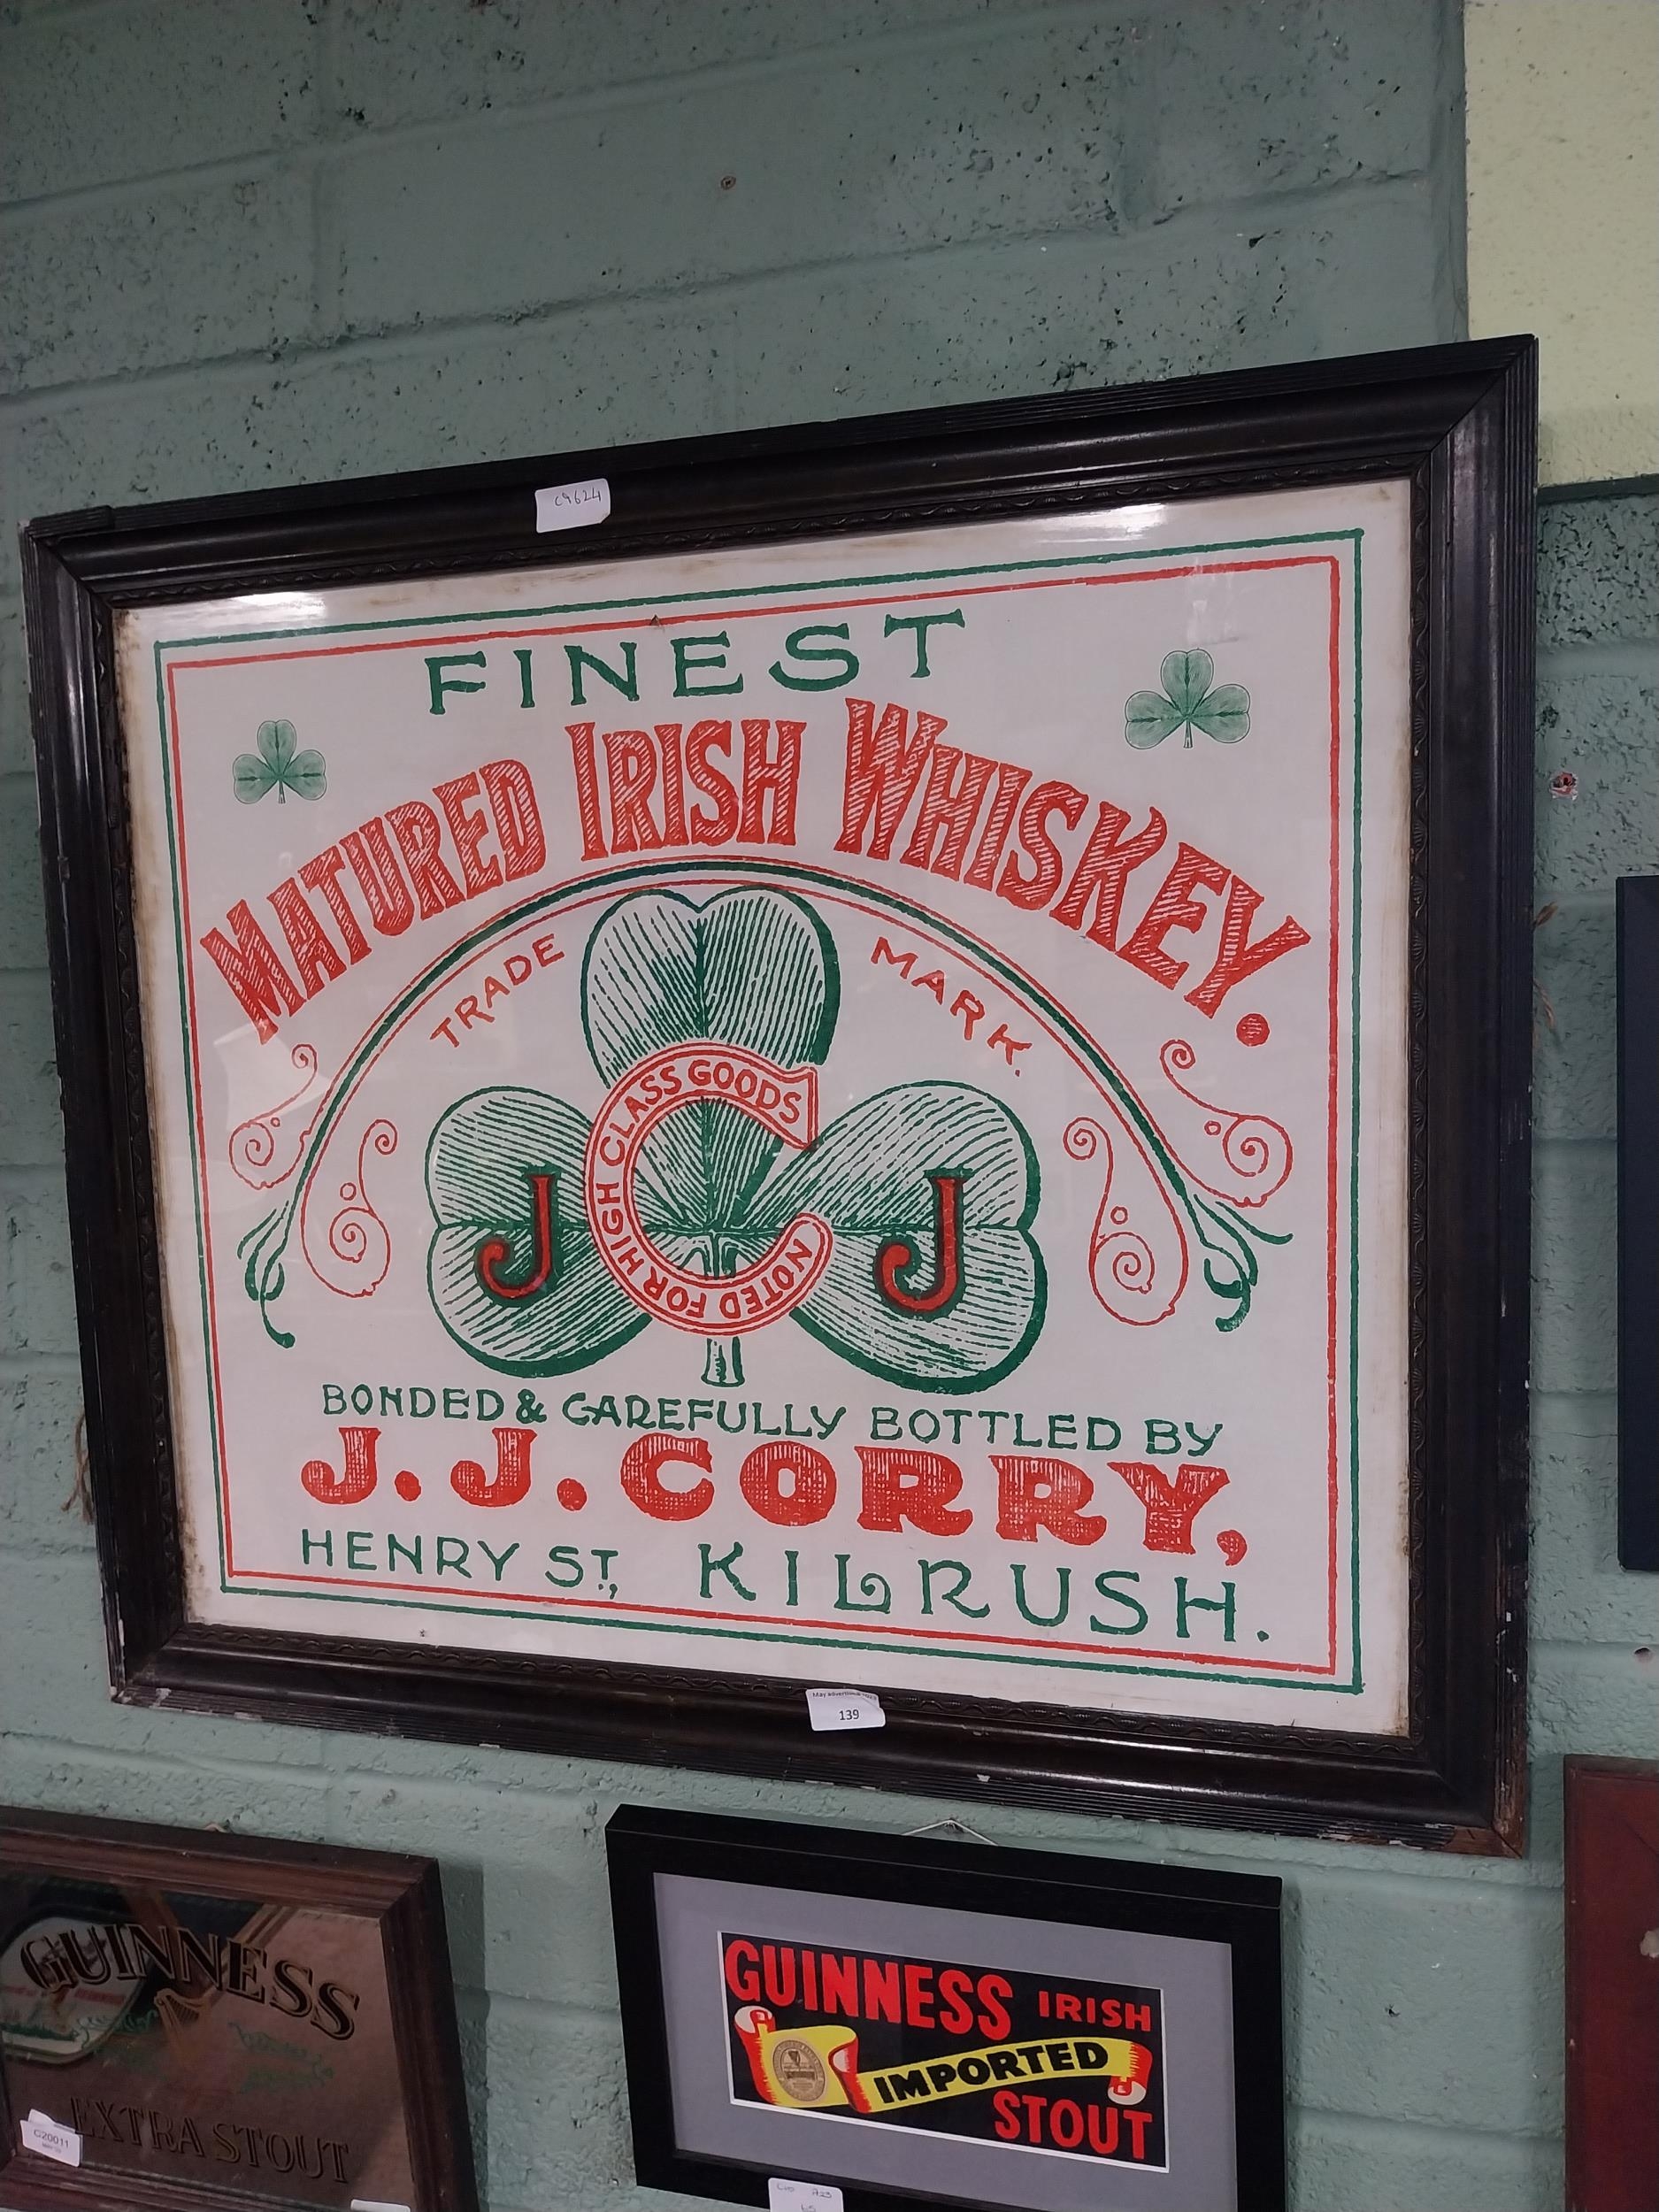 C9624
FINEST
MATURED IRISH WHISKEY.
TRADE MARK.
NOTED FOR HIGH CLASS GOODS
J C J
BONDED & CAREFULLY BOTTLED BY
J. J. CORRY,
HENRY ST., KILRUSH.
139
GUINNESS
EXTRA STOUT
C20011
GUINNESS IRISH
IMPORTED
STOUT